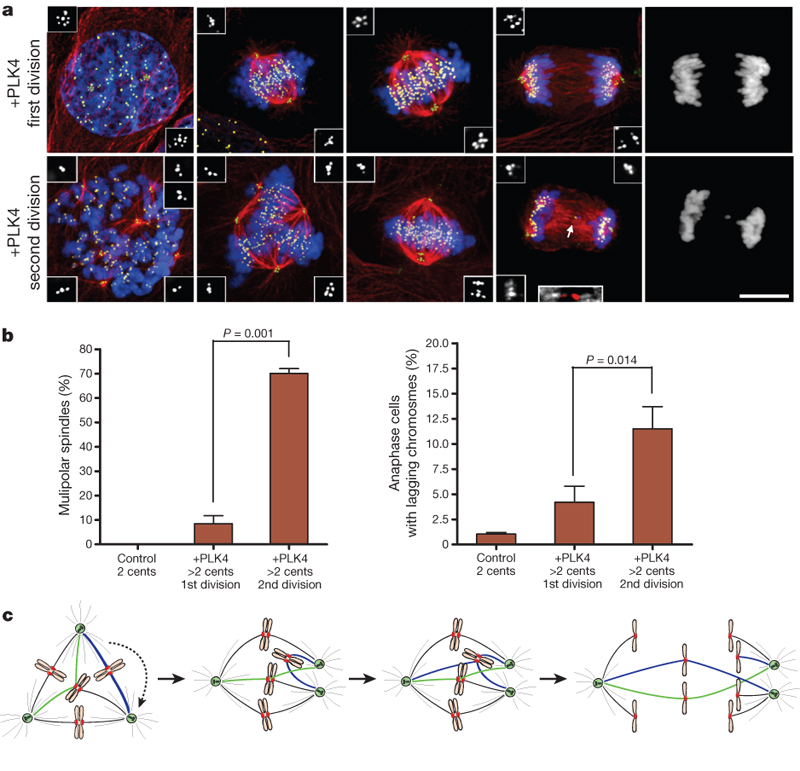 a
+PLK4
first division
+PLK4
second division
b
P = 0.001
Mulipolar spindles (%)
80
70
60
50
40
30
20
10
0
Control
2 cents
+PLK4
>2 cents
1st division
+PLK4
>2 cents
2nd division
P = 0.014
Anaphase cells
with lagging chromosmes (%)
20.0
17.5
15.0
12.5
10.0
7.5
5.0
2.5
0
Control
2 cents
+PLK4
>2 cents
1st division
+PLK4
>2 cents
2nd division
c